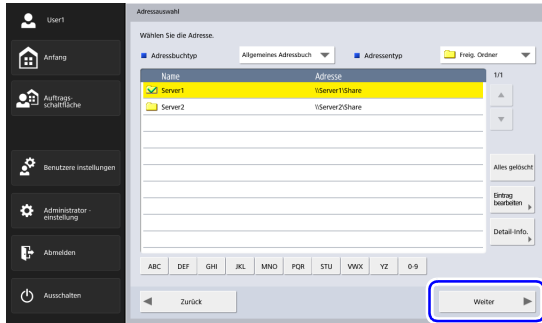 User1
Anfang
Auftrags-
schaltfläche
Benutzere instellungen
Administrator -
einstellung
Abmelden
Ausschalten
Adressauswahl
Wählen Sie die Adresse.
Adressbuchtyp
Allgemeines Adressbuch
Adressentyp
Freig. Ordner
Name Adresse
1/1
Server1 \\Server1\Share
Server2 \\Server2\Share
Alles gelöscht
Eintrag
bearbeiten
Detail-Info.
ABC DEF GHI JKL MNO PQR STU VWX YZ 0-9
Zurück
Weiter